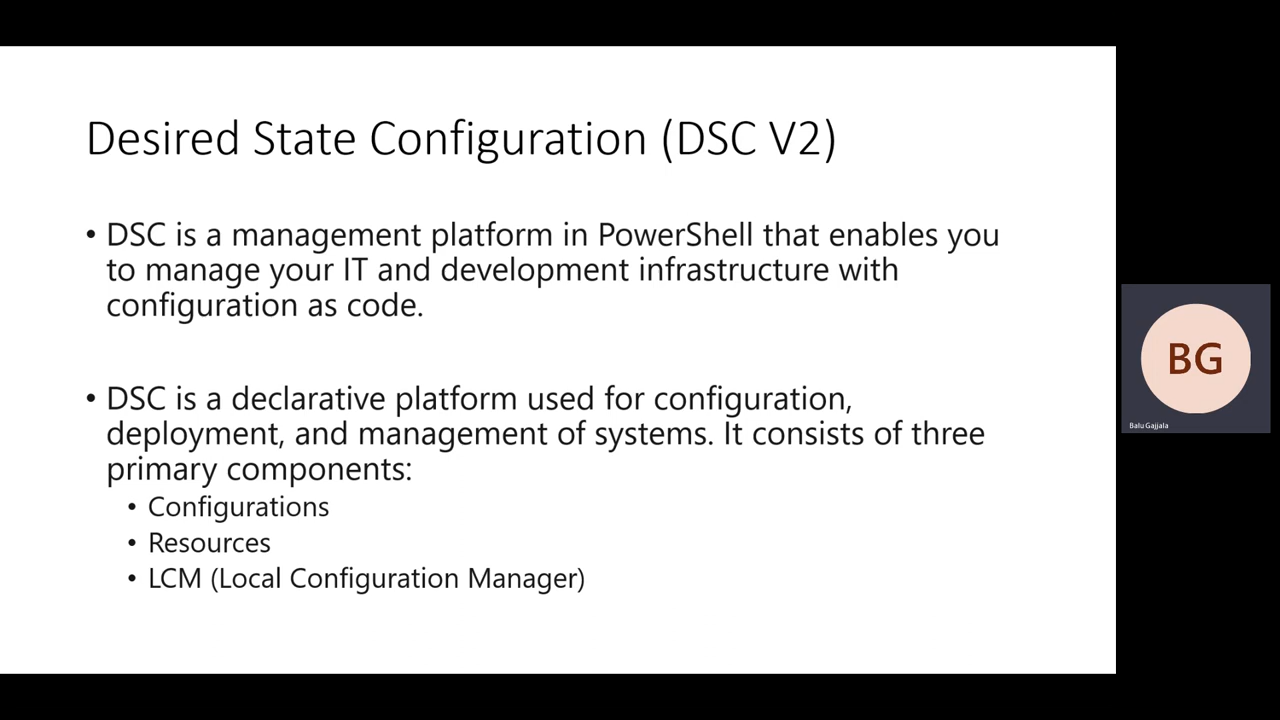 Desired State Configuration (DSC V2)
• DSC is a management platform in PowerShell that enables you
to manage your IT and development infrastructure with
configuration as code.
• DSC is a declarative platform used for configuration,
deployment, and management of systems. It consists of three
primary components:
• Configurations
• Resources
• LCM (Local Configuration Manager)
BG
Balu Gajjala